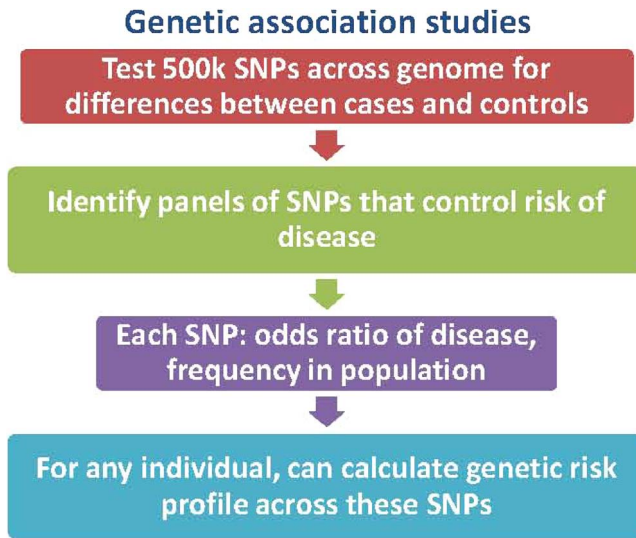 Genetic association studies
Test 500k SNPs across genome for
differences between cases and controls
Identify panels of SNPs that control risk of
disease
Each SNP: odds ratio of disease,
frequency in population
For any individual, can calculate genetic risk
profile across these SNPs